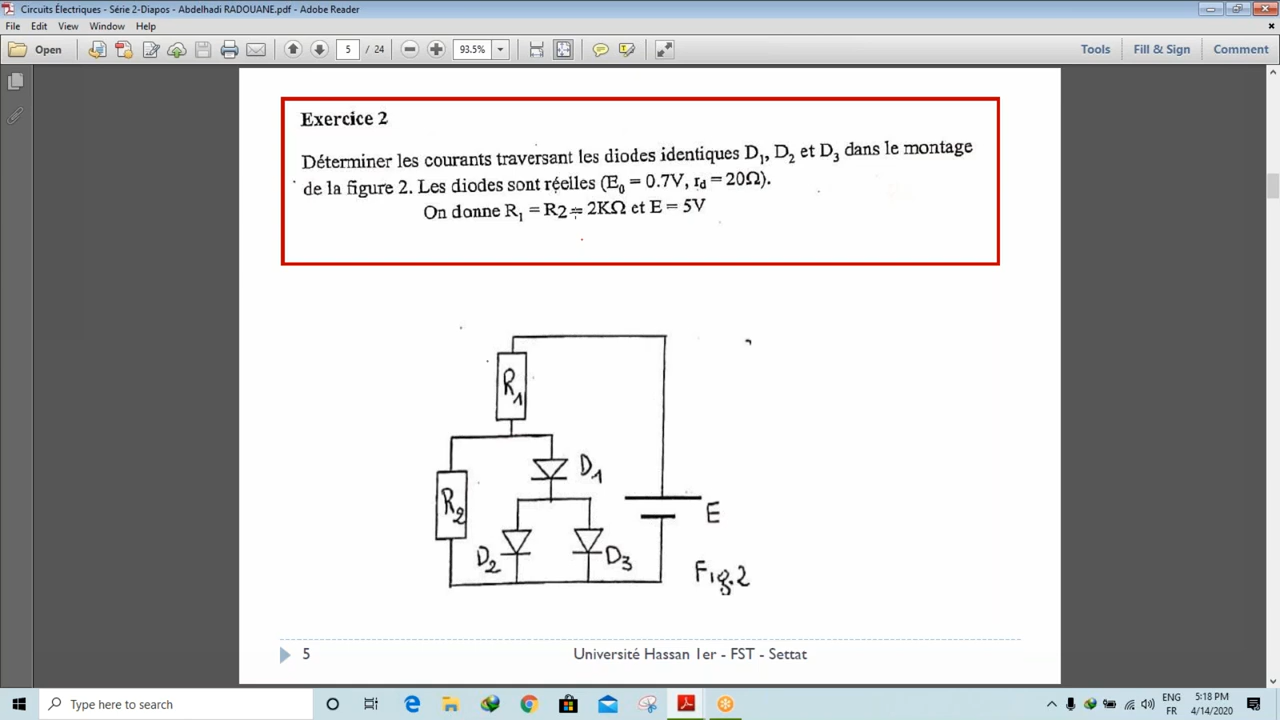 Circuits Électriques - Série 2-Diapos - Abdelhadi RADOUANE.pdf - Adobe Reader
File Edit View Window Help
Open 5 / 24 93.5% Tools Fill & Sign Comment
Exercice 2
Déterminer les courants traversant les diodes identiques D₁, D₂ et D₃ dans le montage
de la figure 2. Les diodes sont réelles (E₀ = 0.7V, r_d = 20Ω).
On donne R₁ = R2 = 2KΩ et E = 5V
R₁
D₁
R₂
E
D₂
D₃
Fig.2
5 Université Hassan 1er - FST - Settat
Type here to search
ENG 5:18 PM
FR 4/14/2020